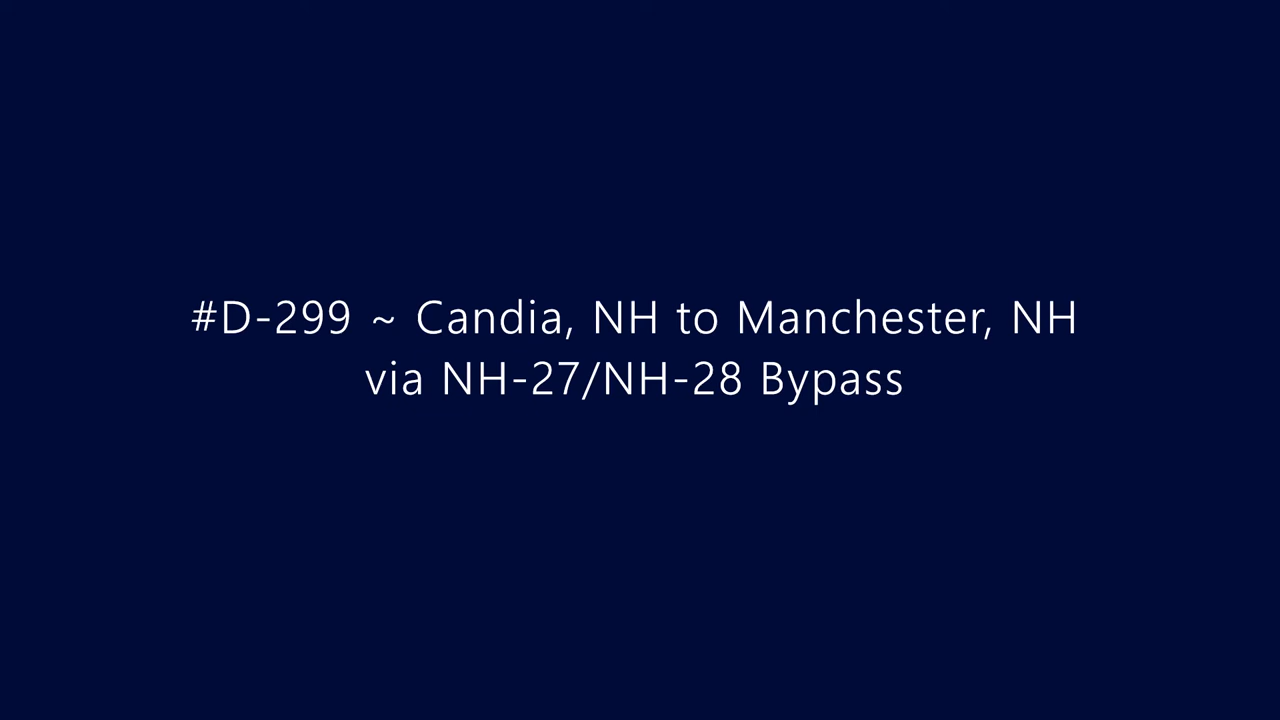 #D-299 ~ Candia, NH to Manchester, NH
via NH-27/NH-28 Bypass